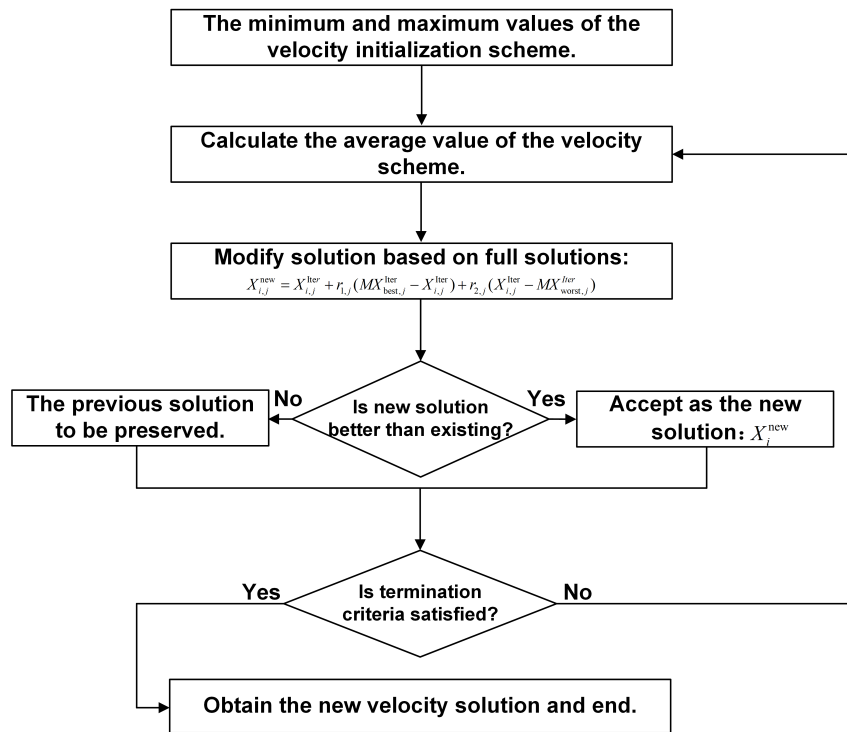 The minimum and maximum values of the
velocity initialization scheme.
Calculate the average value of the velocity
scheme.
Modify solution based on full solutions:
X_{i,j}^{new} = X_{i,j}^{Iter} + r_{1,j}(MX_{best,j}^{Iter} − X_{i,j}^{Iter}) + r_{2,j}(X_{i,j}^{Iter} − MX_{worst,j}^{Iter})
No
Is new solution
better than existing?
Yes
The previous solution
to be preserved.
Accept as the new
solution: X_i^{new}
Yes
Is termination
criteria satisfied?
No
Obtain the new velocity solution and end.